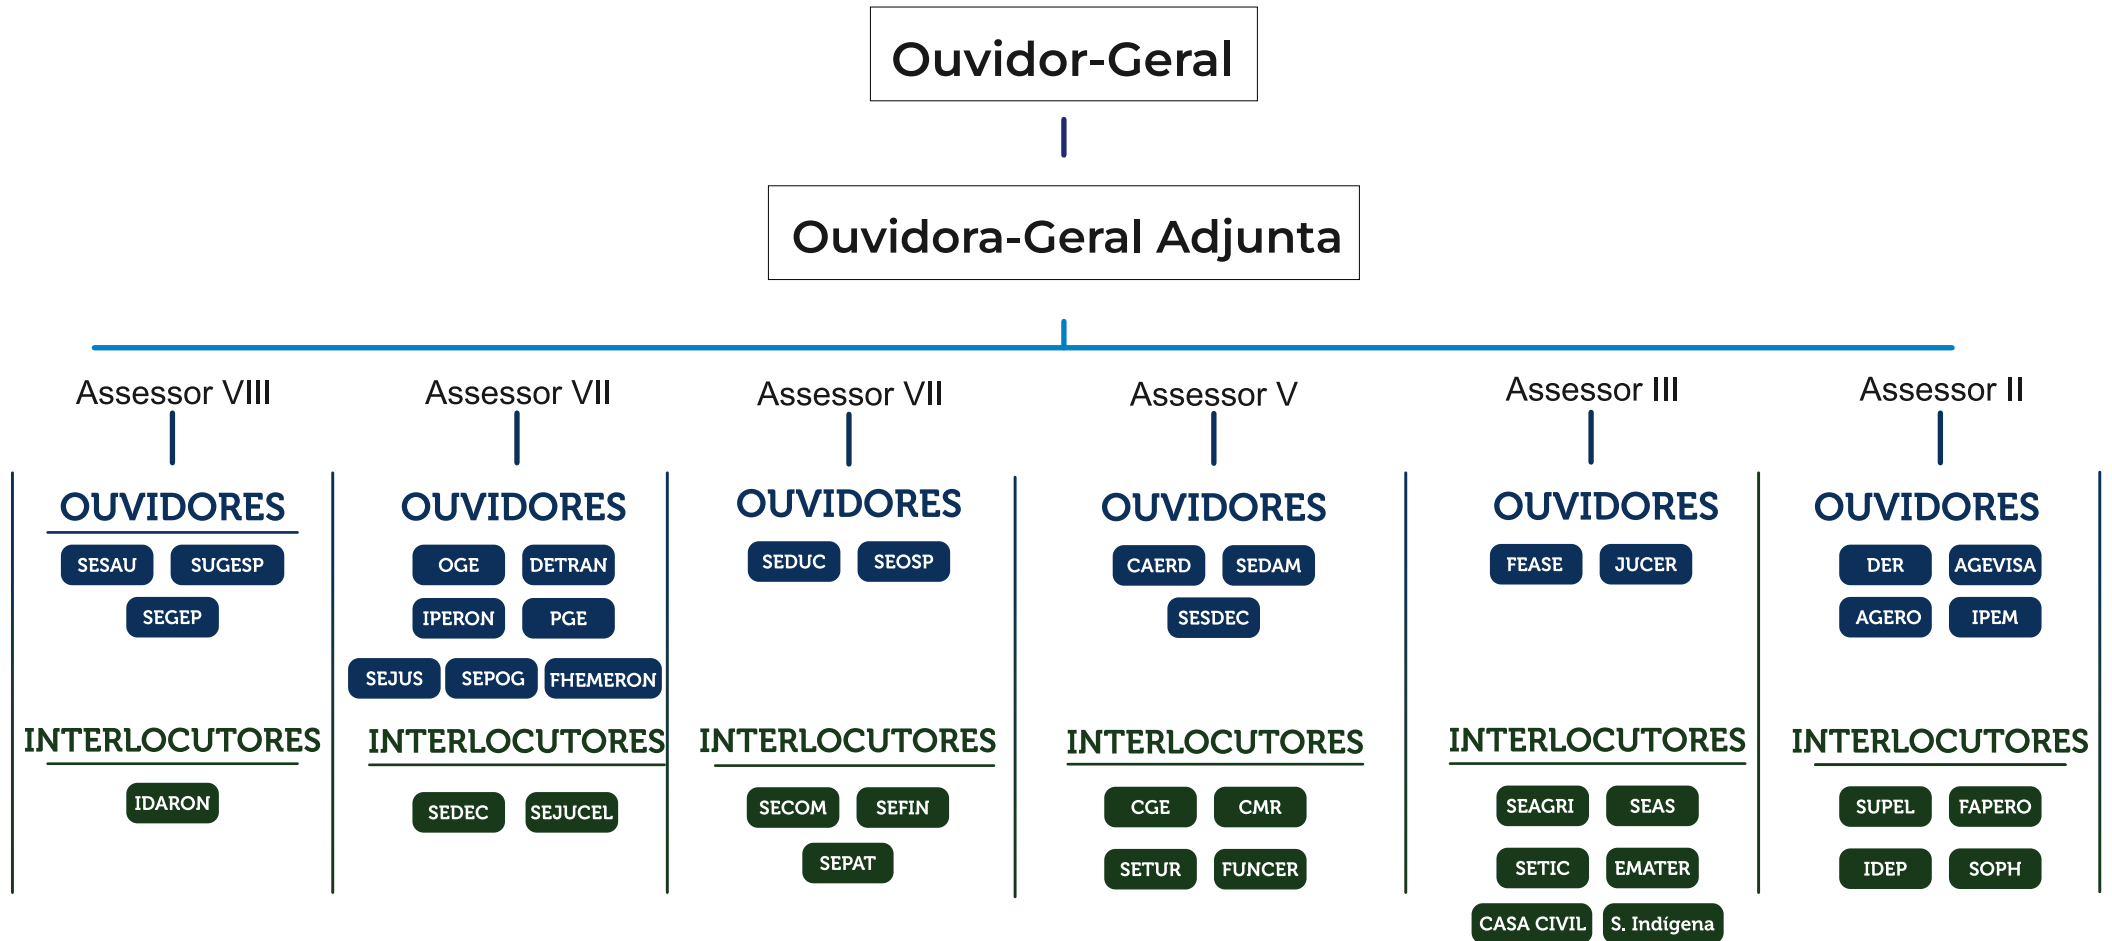 Ouvidor-Geral
Ouvidora-Geral Adjunta
Assessor VIII
OUVIDORES
SESAU SUGESP
SEGEP
INTERLOCUTORES
IDARON
Assessor VII
OUVIDORES
OGE DETRAN
IPERON PGE
SEJUS SEPOG FHEMERON
INTERLOCUTORES
SEDEC SEJUCEL
Assessor VII
OUVIDORES
SEDUC SEOSP
INTERLOCUTORES
SECOM SEFIN
SEPAT
Assessor V
OUVIDORES
CAERD SEDAM
SESDEC
INTERLOCUTORES
CGE CMR
SETUR FUNCER
Assessor III
OUVIDORES
FEASE JUCER
INTERLOCUTORES
SEAGRI SEAS
SETIC EMATER
CASA CIVIL S. Indígena
Assessor II
OUVIDORES
DER AGEVISA
AGERO IPEM
INTERLOCUTORES
SUPEL FAPERO
IDEP SOPH